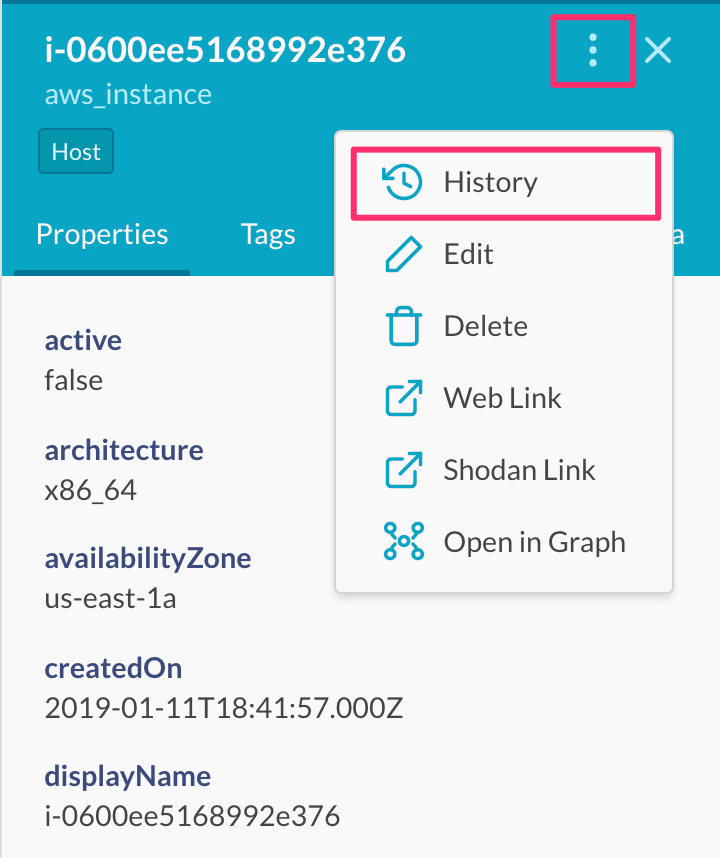 i-0600ee5168992e376
aws_instance
Host
Properties
Tags
a
History
Edit
Delete
Web Link
Shodan Link
Open in Graph
active
false
architecture
x86_64
availabilityZone
us-east-1a
createdOn
2019-01-11T18:41:57.000Z
displayName
i-0600ee5168992e376